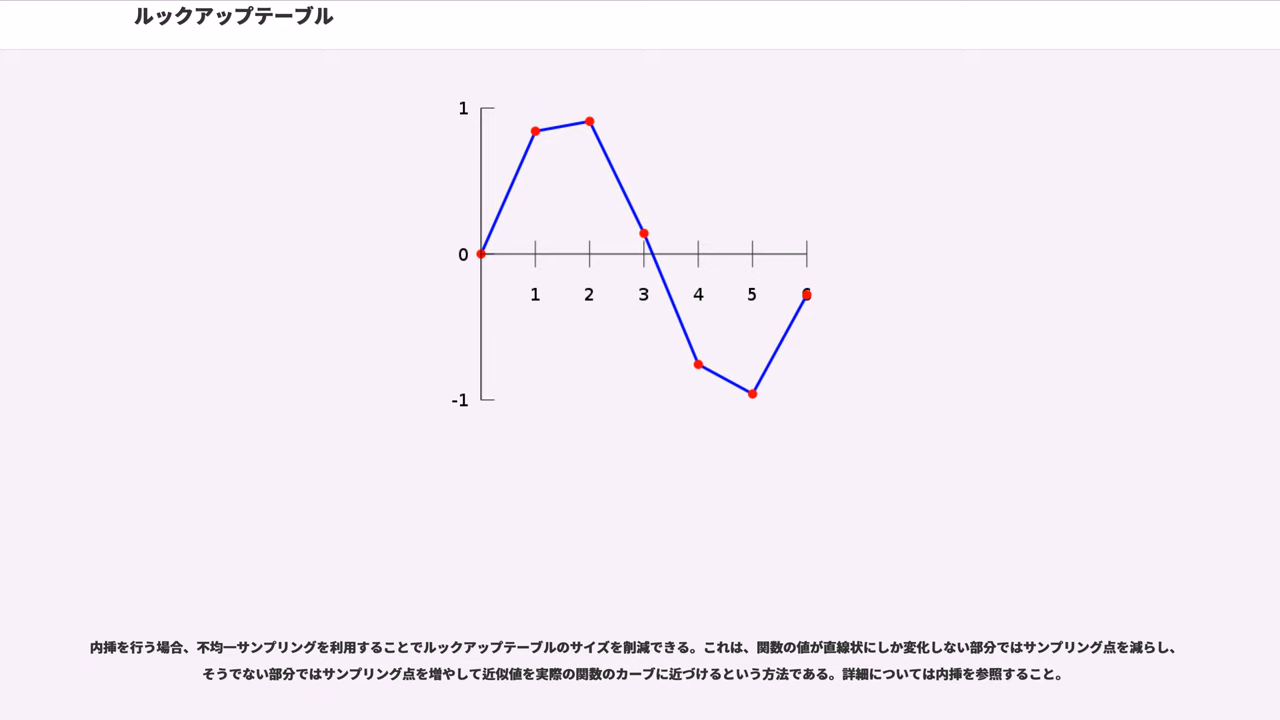 ルックアップテーブル
1
0
1 2 3 4 5 6
-1
内挿を行う場合、不均一サンプリングを利用することでルックアップテーブルのサイズを削減できる。これは、関数の値が直線状にしか変化しない部分ではサンプリング点を減らし、
そうでない部分ではサンプリング点を増やして近似値を実際の関数のカーブに近づけるという方法である。詳細については内挿を参照すること。